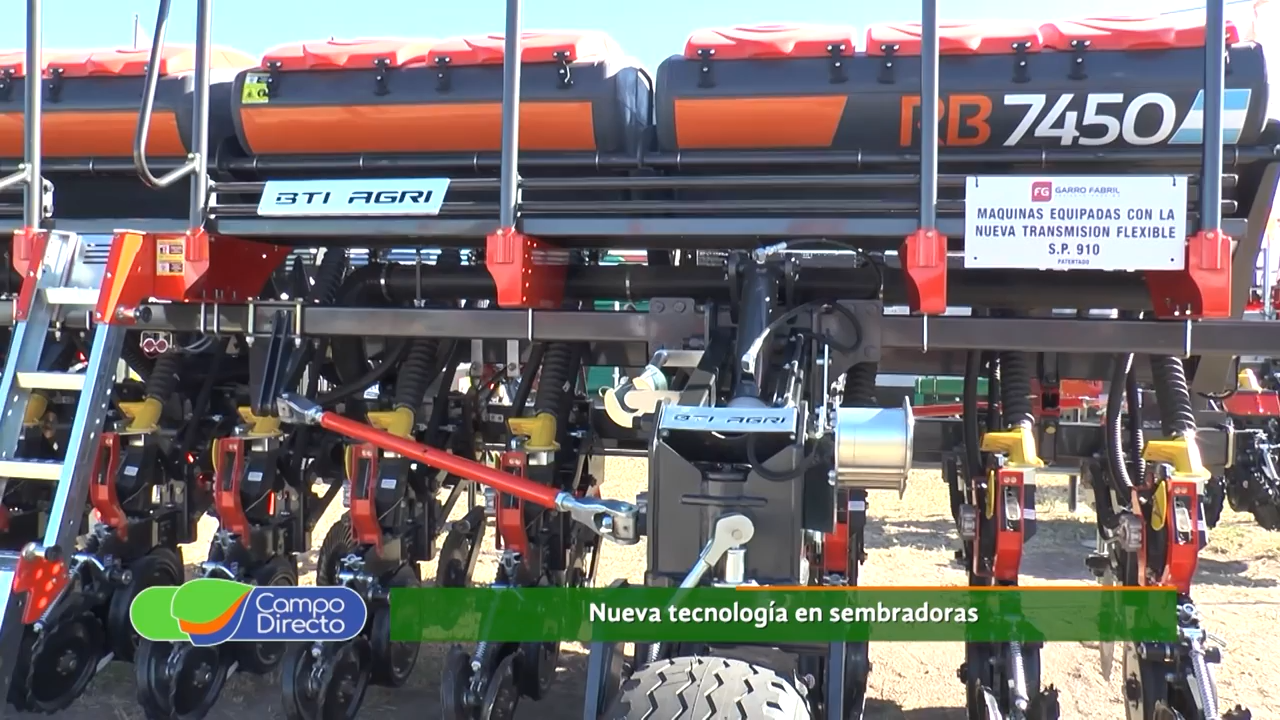 RB 7450
BTI AGRI
FG GARRO FABRIL
MAQUINAS EQUIPADAS CON LA
NUEVA TRANSMISION FLEXIBLE
S.P. 910
PATENTADO
BTI AGRI
Campo
Directo
Nueva tecnología en sembradoras